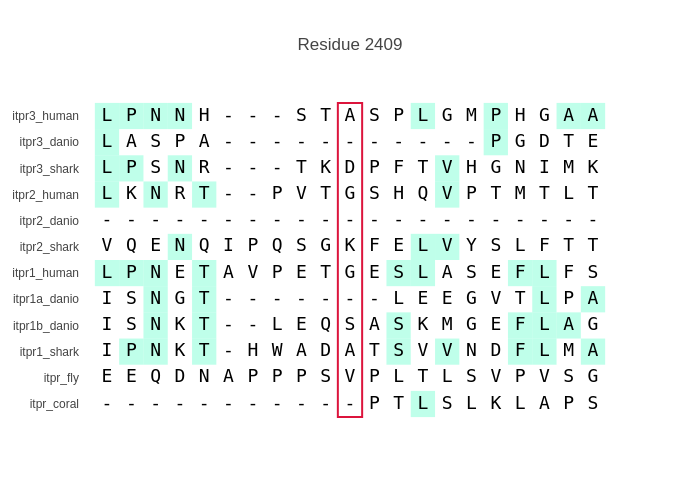 Residue 2409
itpr3_human L P N N H - - - S T A S P L G M P H G A A
itpr3_danio L A S P A - - - - - - - - - - - P G D T E
itpr3_shark L P S N R - - - T K D P F T V H G N I M K
itpr2_human L K N R T - - P V T G S H Q V P T M T L T
itpr2_danio - - - - - - - - - - - - - - - - - - - - -
itpr2_shark V Q E N Q I P Q S G K F E L V Y S L F T T
itpr1_human L P N E T A V P E T G E S L A S E F L F S
itpr1a_danio I S N G T - - - - - - - L E E G V T L P A
itpr1b_danio I S N K T - - L E Q S A S K M G E F L A G
itpr1_shark I P N K T - H W A D A T S V V N D F L M A
itpr_fly E E Q D N A P P P S V P L T L S V P V S G
itpr_coral - - - - - - - - - - - P T L S L K L A P S